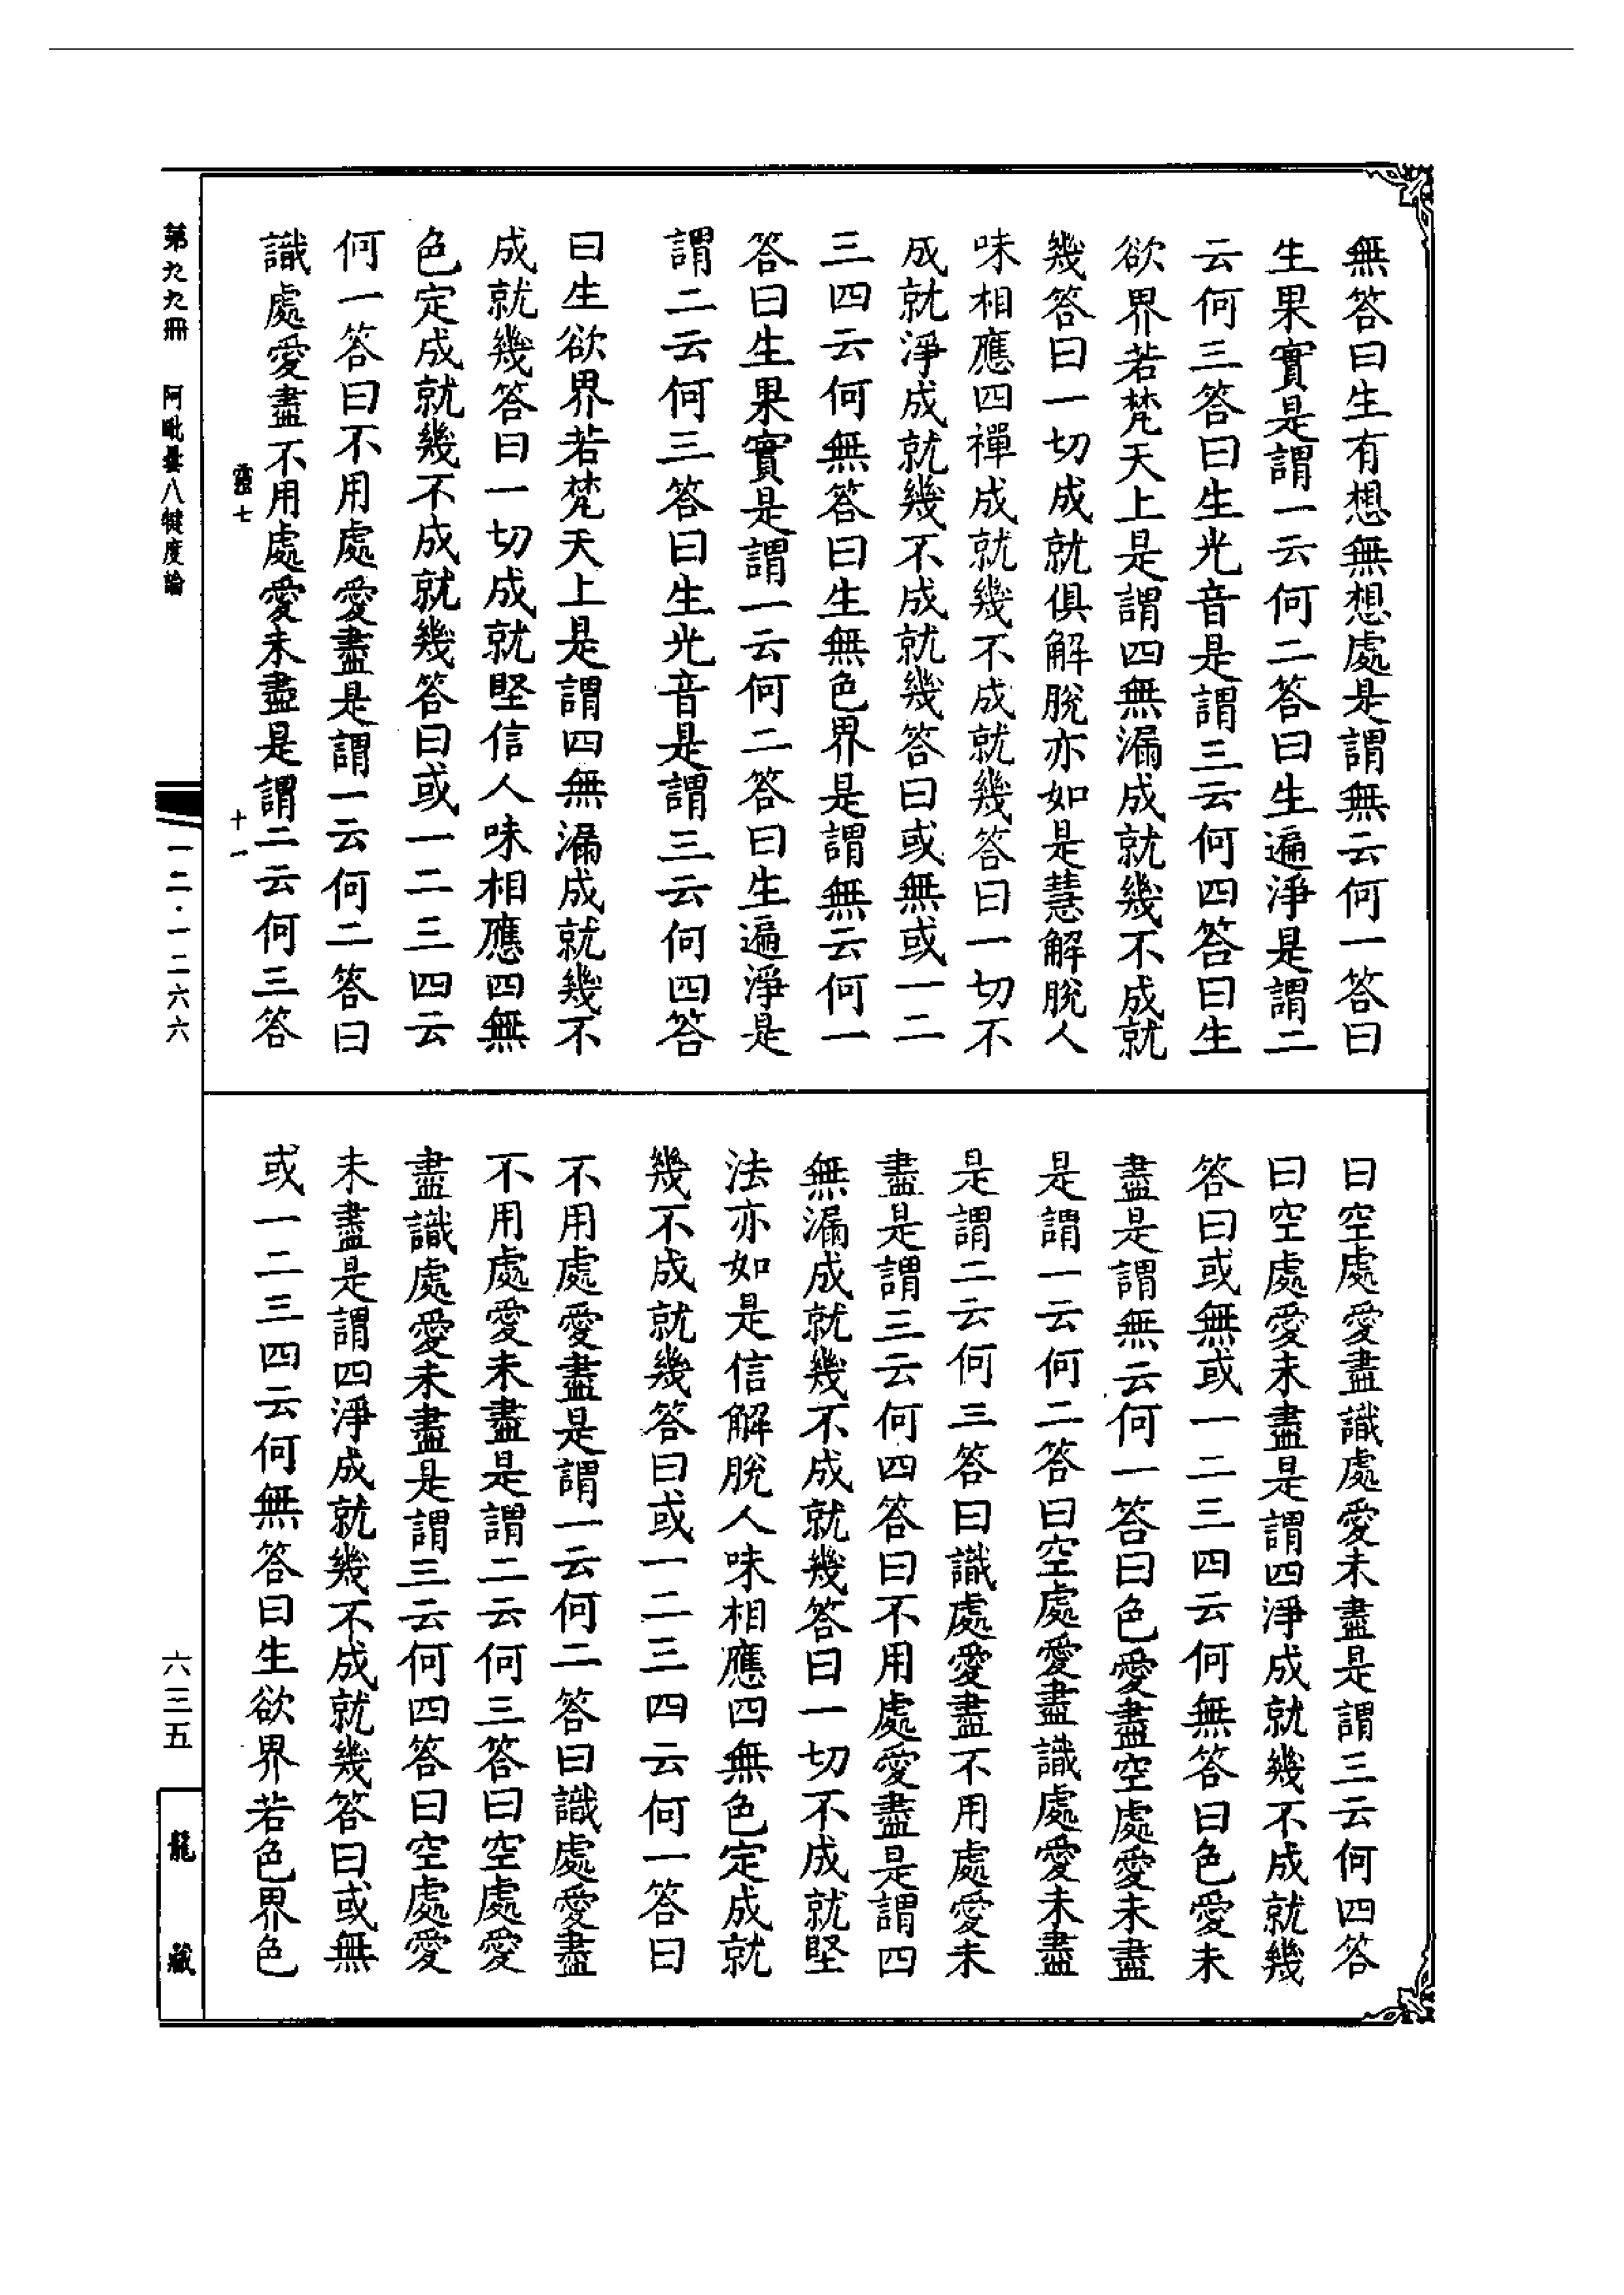 無答曰生有想無想處是謂無云何一答曰
生果實是謂一云何二答曰生遍淨是謂二
云何三答曰生光音是謂三云何四答曰生
欲界若梵天上是謂四無漏成就幾不成就
幾答曰一切成就俱解脫亦如是慧解脫人
味相應四禪成就幾不成就幾答曰一切不
成就淨成就幾不成就幾答曰或無或一二
三四云何無答曰生無色界是謂無云何一
答曰生果實是謂一云何二答曰生遍淨是
謂二云何三答曰生光音是謂三云何四答
曰生欲界若梵天上是謂四無漏成就幾不
成就幾答曰一切成就堅信人味相應四無
色定成就幾不成就幾答曰或一二三四云
何一答曰不用處愛盡是謂一云何二答曰
識處愛盡不用處愛未盡是謂二云何三答
曰空處愛盡識處愛未盡是謂三云何四答
曰空處愛未盡是謂四淨成就幾不成就幾
答曰或無或一二三四云何無答曰色愛未
盡是謂無云何一答曰色愛盡空處愛未盡
是謂一云何二答曰空處愛盡識處愛未盡
是謂二云何三答曰識處愛盡不用處愛未
盡是謂三云何四答曰不用處愛盡是謂四
無漏成就幾不成就幾答曰一切不成就堅
法亦如是信解脫人味相應四無色定成就
幾不成就幾答曰或一二三四云何一答曰
不用處愛盡是謂一云何二答曰識處愛盡
不用處愛未盡是謂二云何三答曰空處愛
盡識處愛未盡是謂三云何四答曰空處愛
未盡是謂四淨成就幾不成就幾答曰或無
或一二三四云何無答曰生欲界若色界色
七 十一
第九九冊 阿毗曇八犍度論
一二·一二六六
六三五
龍藏